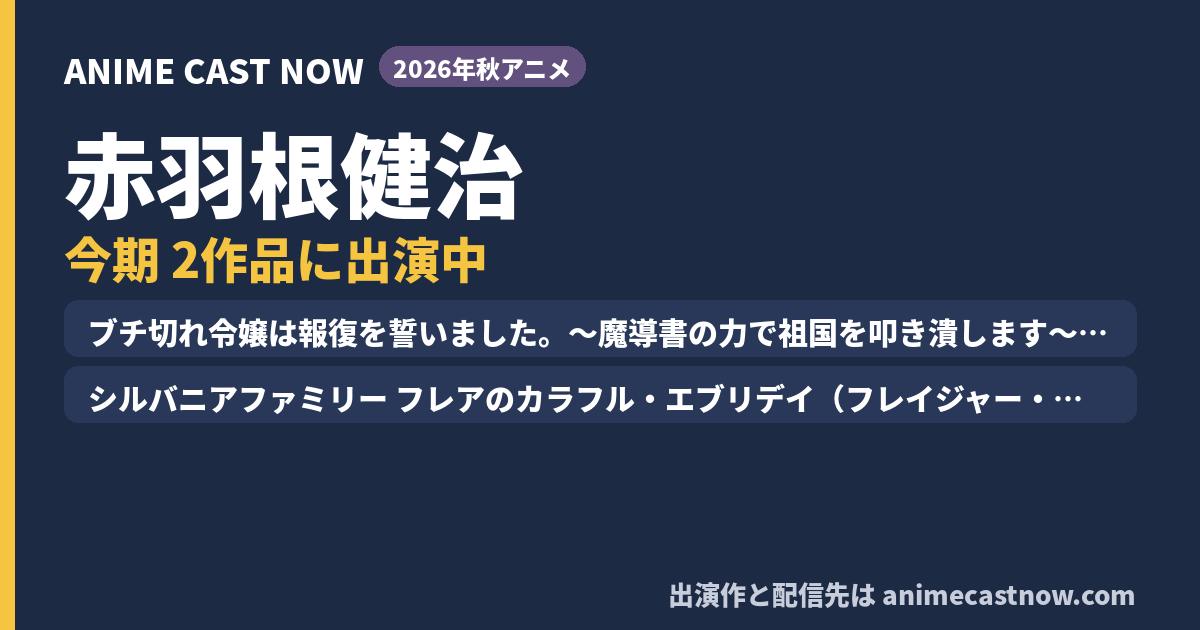 ANIME CAST NOW 2026年秋アニメ
赤羽根健治
今期 2作品に出演中
ブチ切れ令嬢は報復を誓いました。～魔導書の力で祖国を叩き潰します～…
シルバニアファミリー フレアのカラフル・エブリデイ（フレイジャー・…
出演作と配信先は animecastnow.com